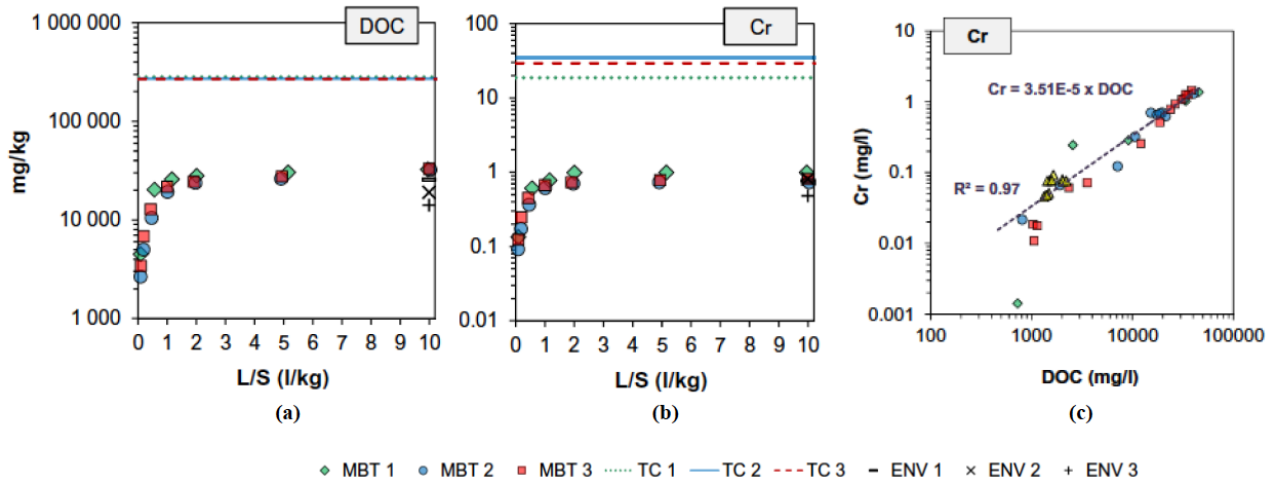 DOC
1 000 000
100 000
10 000
1 000
mg/kg
0 1 2 3 4 5 6 7 8 9 10
L/S (l/kg)
(a)
Cr
100
10
1
0.1
0.01
0 1 2 3 4 5 6 7 8 9 10
L/S (l/kg)
(b)
Cr
10
1
0.1
0.01
0.001
Cr (mg/l)
Cr = 3.51E-5 x DOC
R² = 0.97
100 1000 10000 100000
DOC (mg/l)
(c)
MBT 1 MBT 2 MBT 3 TC 1 TC 2 TC 3 ENV 1 ENV 2 ENV 3